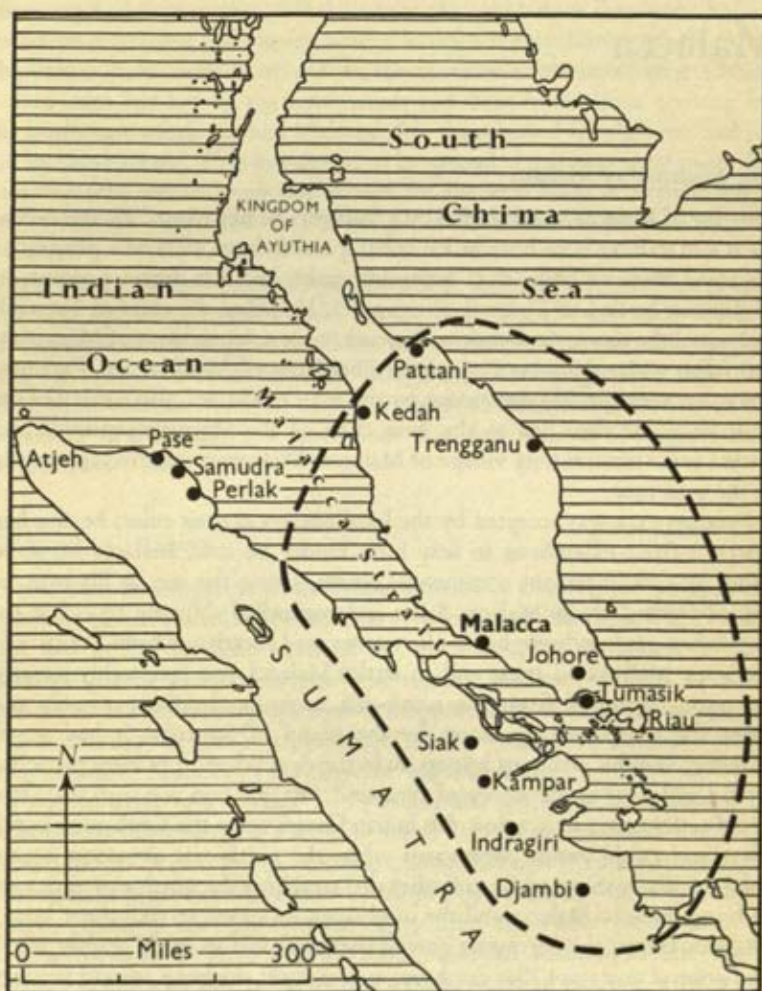 South
China
Sea
KINGDOM
OF
AYUTHIA
Indian
Ocean
Pattani
Kedah
Malacca Straits
Trengganu
Pase
Atjeh
Samudra
Perlak
Malacca
Johore
Tumasik
Riau
SUMATRA
Siak
Kampar
Indragiri
Djambi
N
0 Miles 300